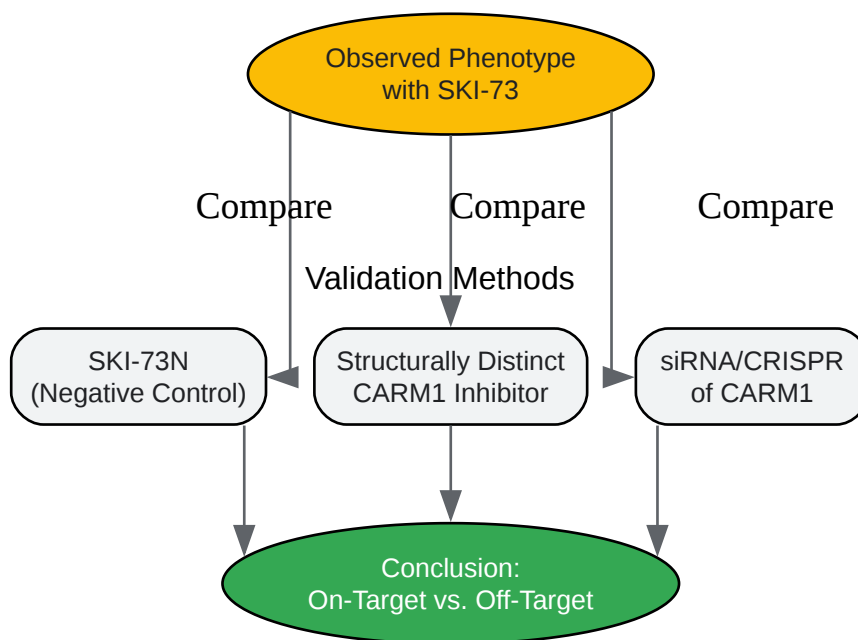 Observed Phenotype
with SKI-73
Compare
Compare
Compare
Validation Methods
SKI-73N
(Negative Control)
Structurally Distinct
CARM1 Inhibitor
siRNA/CRISPR
of CARM1
Conclusion:
On-Target vs. Off-Target